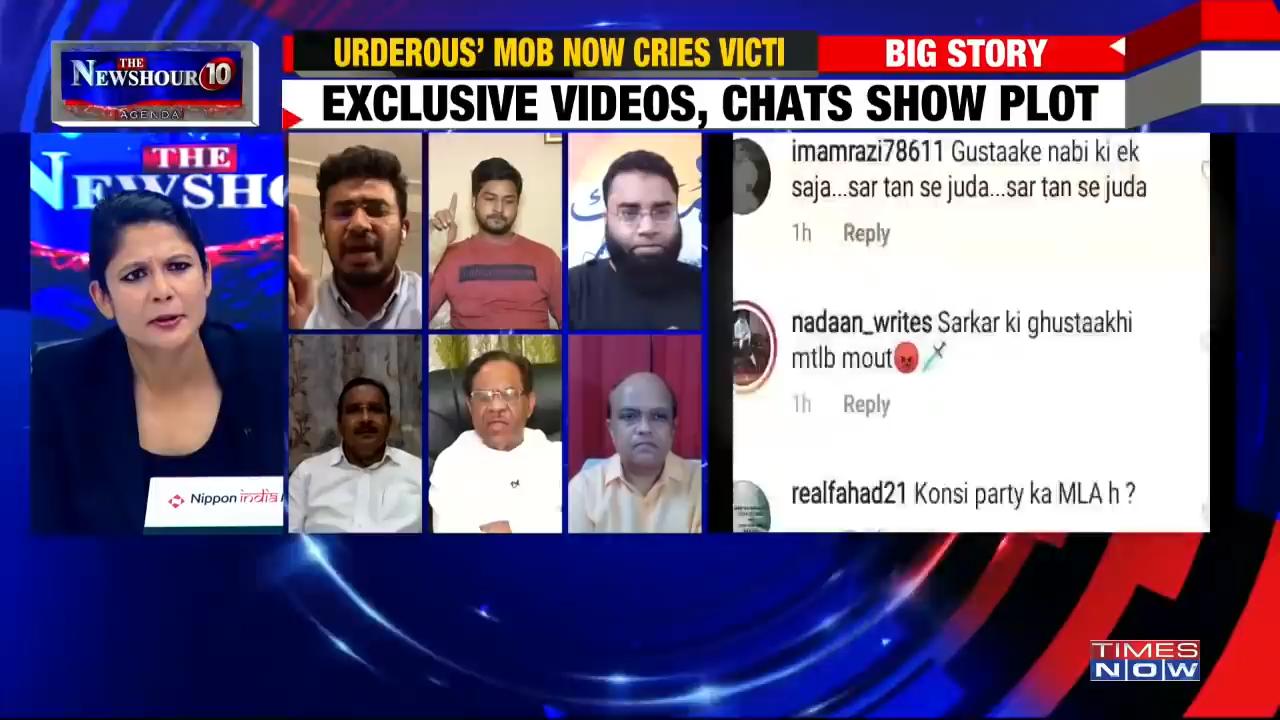 THE
NEWSHOUR 10
AGENDA
URDEROUS' MOB NOW CRIES VICTI
BIG STORY
EXCLUSIVE VIDEOS, CHATS SHOW PLOT
THE
NEWSHO
Nippon india
imamrazi78611 Gustaake nabi ki ek
saja...sar tan se juda...sar tan se juda
1h Reply
nadaan_writes Sarkar ki ghustaakhi
mtlb mout😡🗡
1h Reply
realfahad21 Konsi party ka MLA h ?
TIMES
NOW